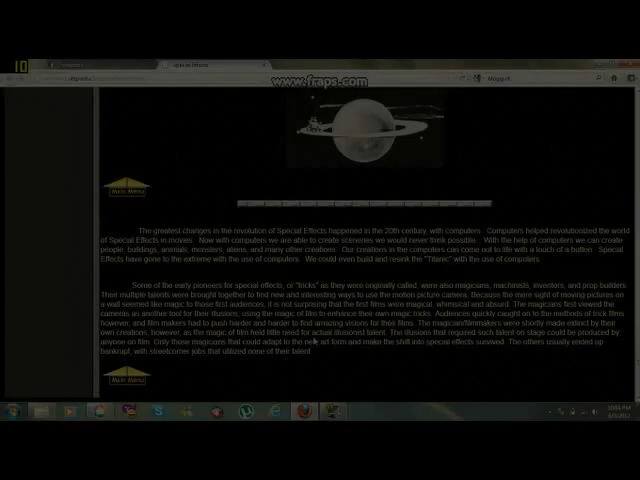 10
www.fraps.com
Main Menu
The greatest changes in the revolution of Special Effects happened in the 20th century, with computers. Computers helped revolutionized the world
of Special Effects in movies. Now with computers we are able to create sceneries we would never think possible. With the help of computers we can create
people, buildings, animals, monsters, aliens, and many other creations. Our creations in the computers can come out to life with a touch of a button. Special
Effects have gone to the extreme with the use of computers. We could even build and resink the "Titanic" with the use of computers.
Some of the early pioneers for special effects, or "tricks" as they were originally called, were also magicians, machinists, inventors, and prop builders.
Their multiple talents were brought together to find new and interesting ways to use the motion picture camera. Because the mere sight of moving pictures on
a wall seemed like magic to those first audiences, it is not surprising that the first films were magical, whimsical and absurd. The magicians first viewed the
cameras as another tool for their illusions, using the magic of film to enhance their own magic tricks. Audiences quickly caught on to the methods of trick films
however, and film makers had to push harder and harder to find amazing visions for their films. The magician/filmmakers were shortly made extinct by their
own creations, however, as the magic of film held little need for actual illusionist talent. The illusions that required such talent on stage could be produced by
anyone on film. Only those magicians that could adapt to the new art form and make the shift into special effects survived. The others usually ended up
bankrupt, with streetcorner jobs that utilized none of their talent
Main Menu